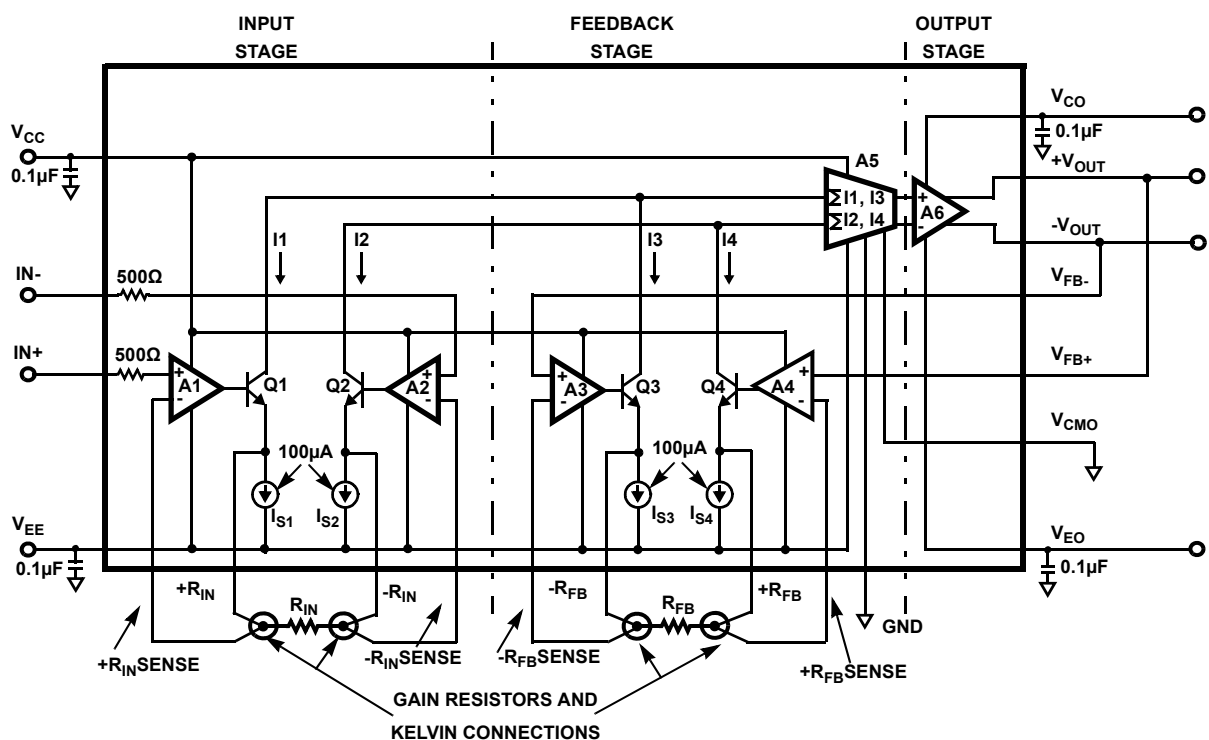 INPUT
STAGE
FEEDBACK
STAGE
OUTPUT
STAGE
VCC
0.1µF
VCO
0.1µF
A5
+VOUT
ΣI1, I3
ΣI2, I4
+
-
A6
I1
I2
I3
I4
-VOUT
IN-
500Ω
VFB-
IN+
500Ω
+
-
A1
Q1
Q2
A2
+
-
+
-
A3
Q3
Q4
A4
+
-
VFB+
VCMO
100µA
100µA
IS1
IS2
IS3
IS4
VEE
0.1µF
VEO
0.1µF
+RIN
RIN
-RIN
-RFB
RFB
+RFB
GND
+RINSENSE
-RINSENSE
-RFBSENSE
+RFBSENSE
GAIN RESISTORS AND
KELVIN CONNECTIONS